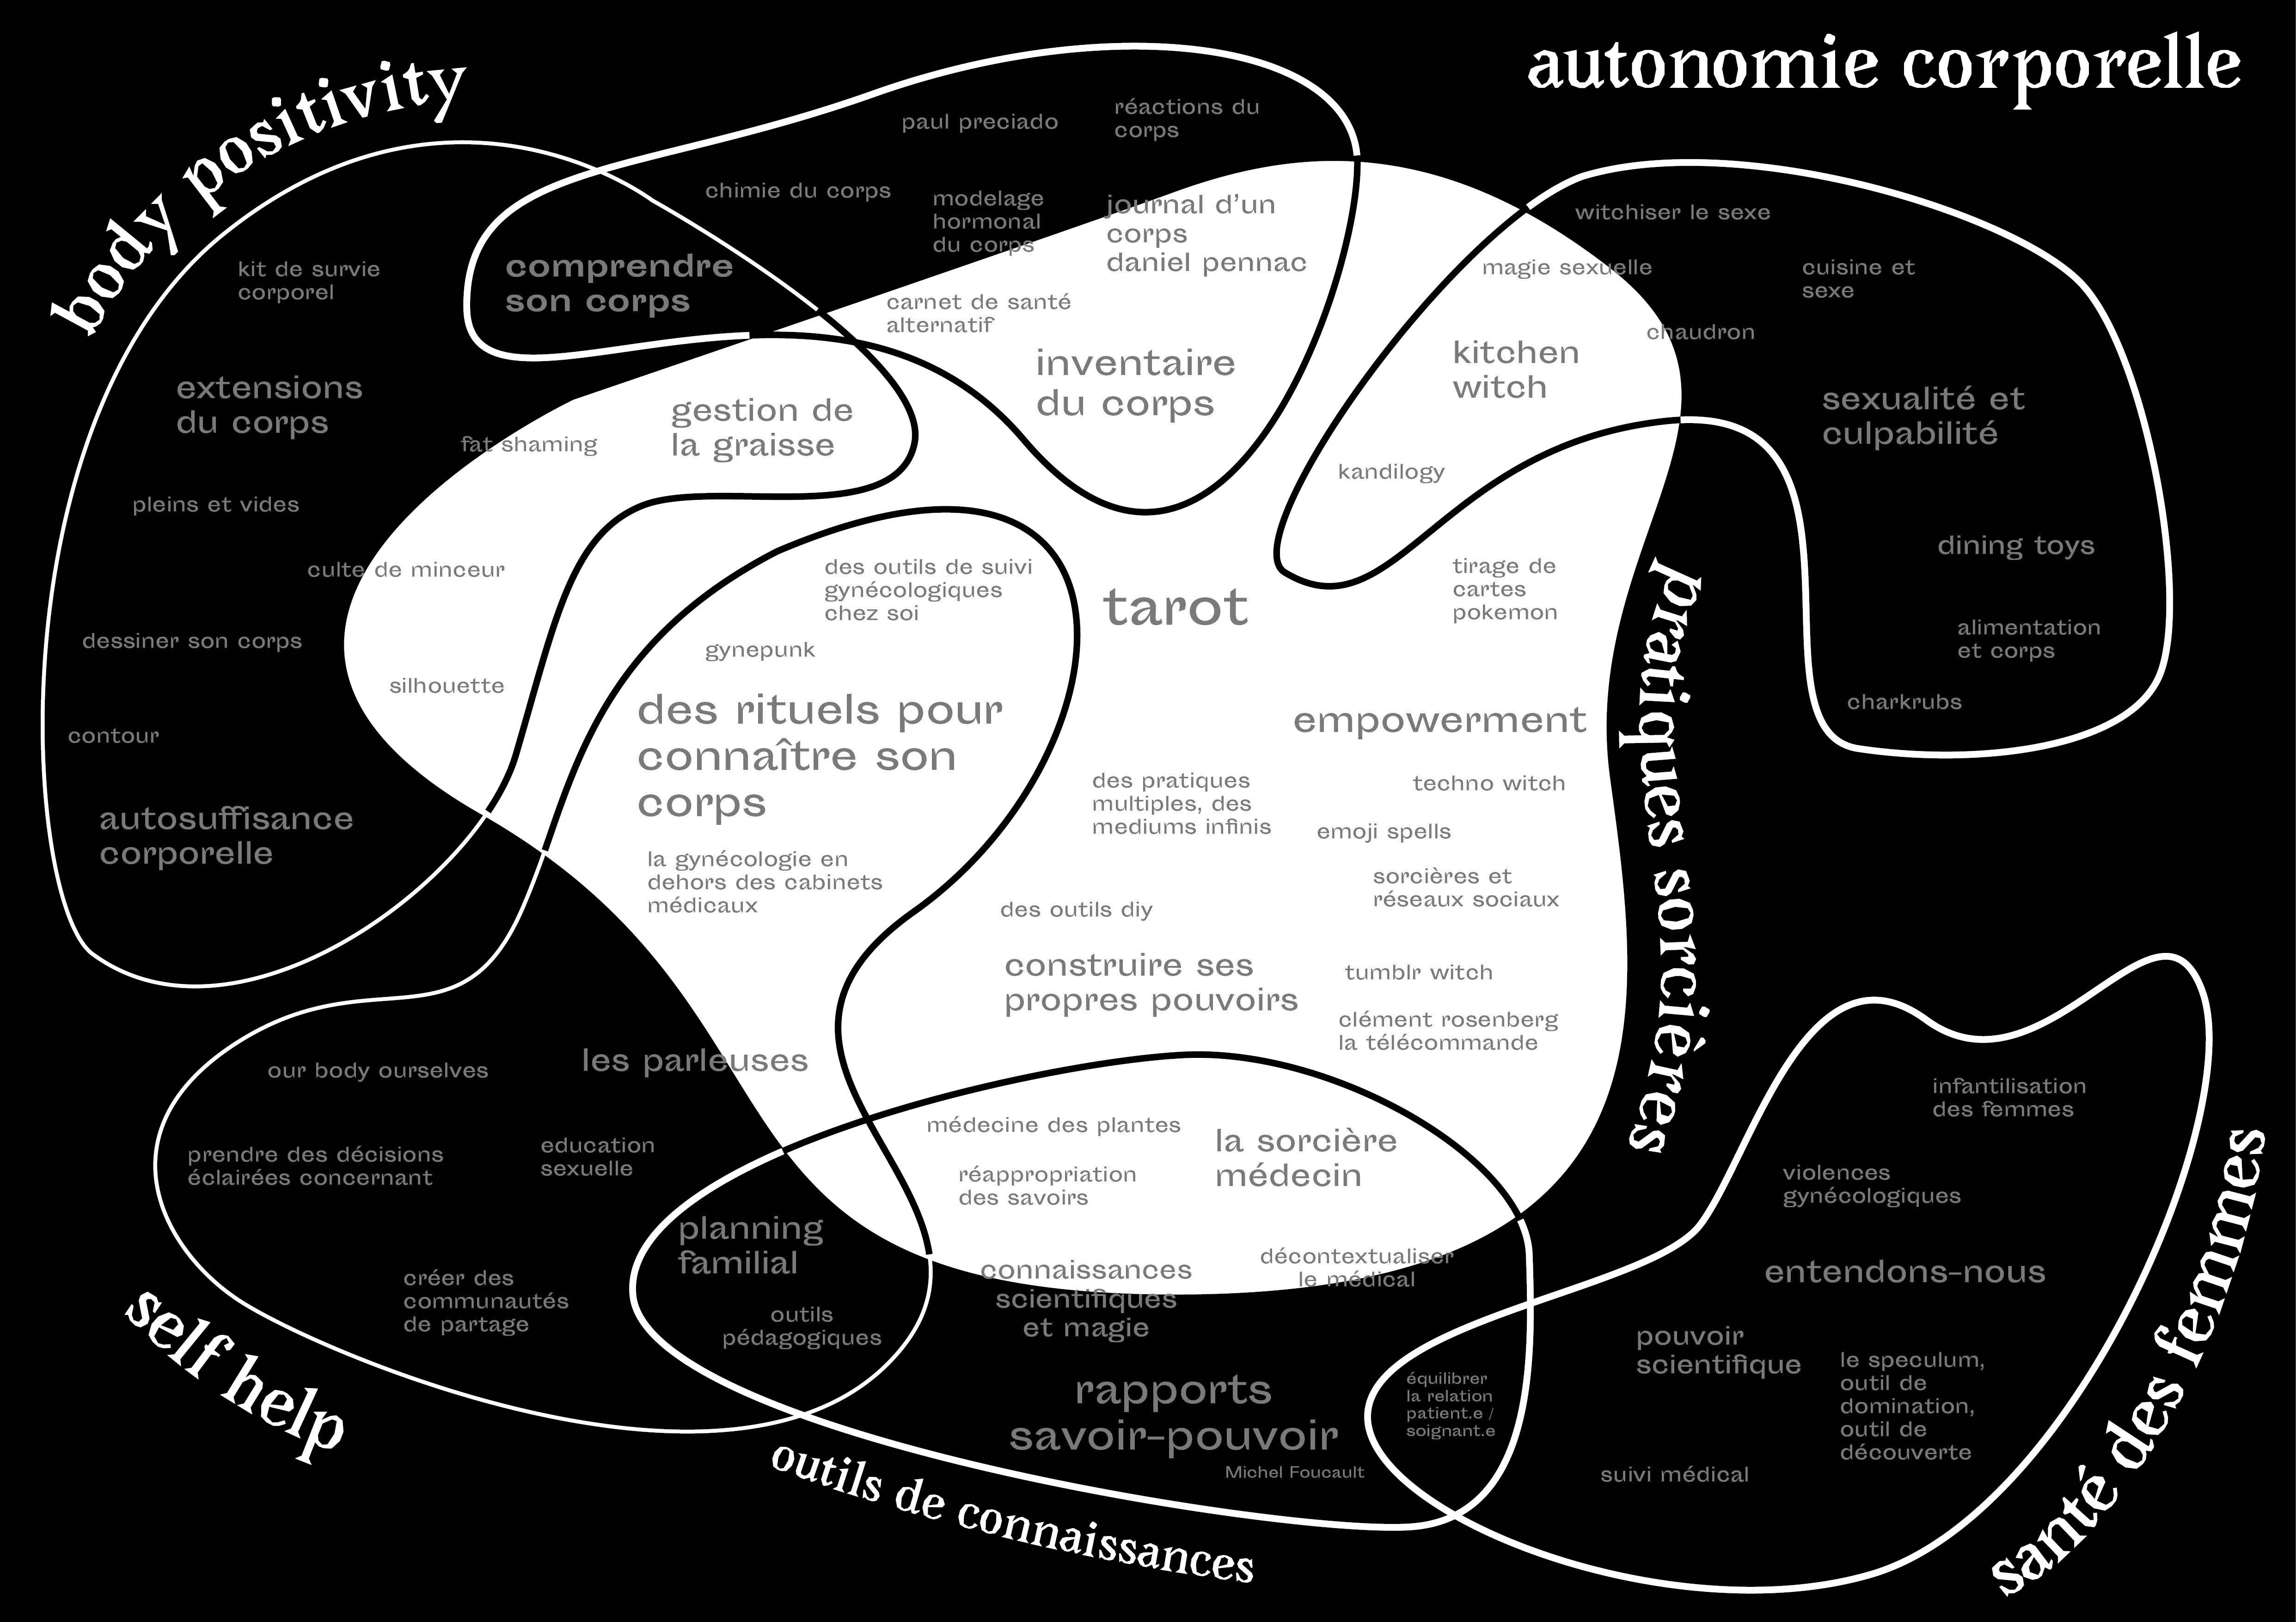 autonomie corporelle
body positivity
paul preciado
réactions du
corps
chimie du corps
modelage
hormonal
du corps
journal d’un
corps
daniel pennac
comprendre
son corps
carnet de santé
alternatif
inventaire
du corps
kit de survie
corporel
extensions
du corps
fat shaming
gestion de
la graisse
pleins et vides
culte de minceur
dessiner son corps
silhouette
contour
autosuffisance
corporelle
witchiser le sexe
magie sexuelle
cuisine et
sexe
chaudron
kitchen
witch
sexualité et
culpabilité
kandilogy
dining toys
alimentation
et corps
charkrubs
des outils de suivi
gynécologiques
chez soi
gynepunk
des rituels pour
connaître son
corps
la gynécologie en
dehors des cabinets
médicaux
tarot
tirage de
cartes
pokemon
empowerment
des pratiques
multiples, des
mediums infinis
techno witch
emoji spells
sorcières et
réseaux sociaux
des outils diy
construire ses
propres pouvoirs
tumblr witch
clément rosenberg
la télécommande
pratiques sorcières
our body ourselves
les parleuses
prendre des décisions
éclairées concernant
education
sexuelle
planning
familial
créer des
communautés
de partage
outils
pédagogiques
self help
médecine des plantes
la sorcière
médecin
réappropriation
des savoirs
connaissances
scientifiques
et magie
décontextualiser
le médical
rapports
savoir-pouvoir
Michel Foucault
équilibrer
la relation
patient.e /
soignant.e
outils de connaissances
infantilisation
des femmes
violences
gynécologiques
entendons-nous
pouvoir
scientifique
le speculum,
outil de
domination,
outil de
découverte
suivi médical
santé des femmes